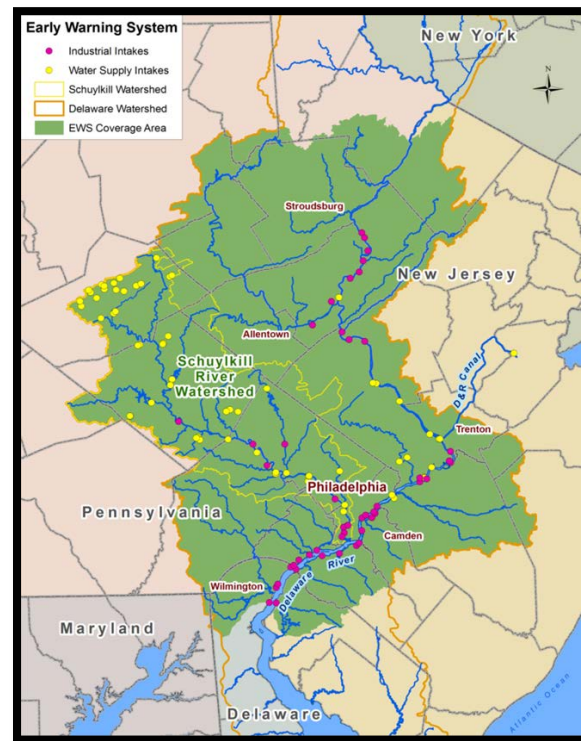 Early Warning System
Industrial Intakes
Water Supply Intakes
Schuylkill Watershed
Delaware Watershed
EWS Coverage Area
New York
N
Stroudsburg
New Jersey
Allentown
Schuylkill
River
Watershed
D&R Canal
Trenton
Philadelphia
Pennsylvania
Camden
Wilmington
Delaware
River
Maryland
Delaware
Atlantic Ocean